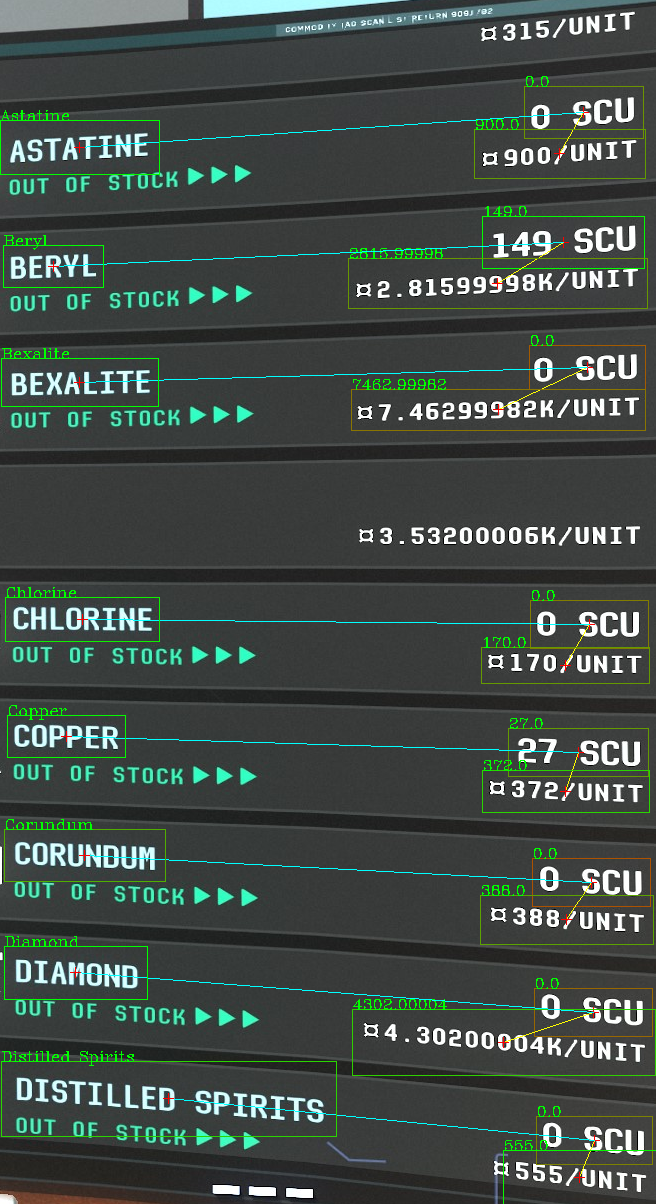 ¤315/UNIT
Astatine
0.0
ASTATINE
0 SCU
900.0
OUT OF STOCK
¤900/UNIT
Beryl
149.0
BERYL
149 SCU
2815.99998
OUT OF STOCK
¤2.81599998K/UNIT
Bexalite
0.0
BEXALITE
0 SCU
7462.99982
OUT OF STOCK
¤7.46299982K/UNIT
¤3.53200006K/UNIT
Chlorine
0.0
CHLORINE
0 SCU
170.0
OUT OF STOCK
¤170/UNIT
Copper
27.0
COPPER
27 SCU
372.0
OUT OF STOCK
¤372/UNIT
Corundum
0.0
CORUNDUM
0 SCU
388.0
OUT OF STOCK
¤388/UNIT
Diamond
0.0
DIAMOND
0 SCU
4302.00004
OUT OF STOCK
¤4.30200004K/UNIT
Distilled Spirits
0.0
DISTILLED SPIRITS
0 SCU
555.0
OUT OF STOCK
¤555/UNIT